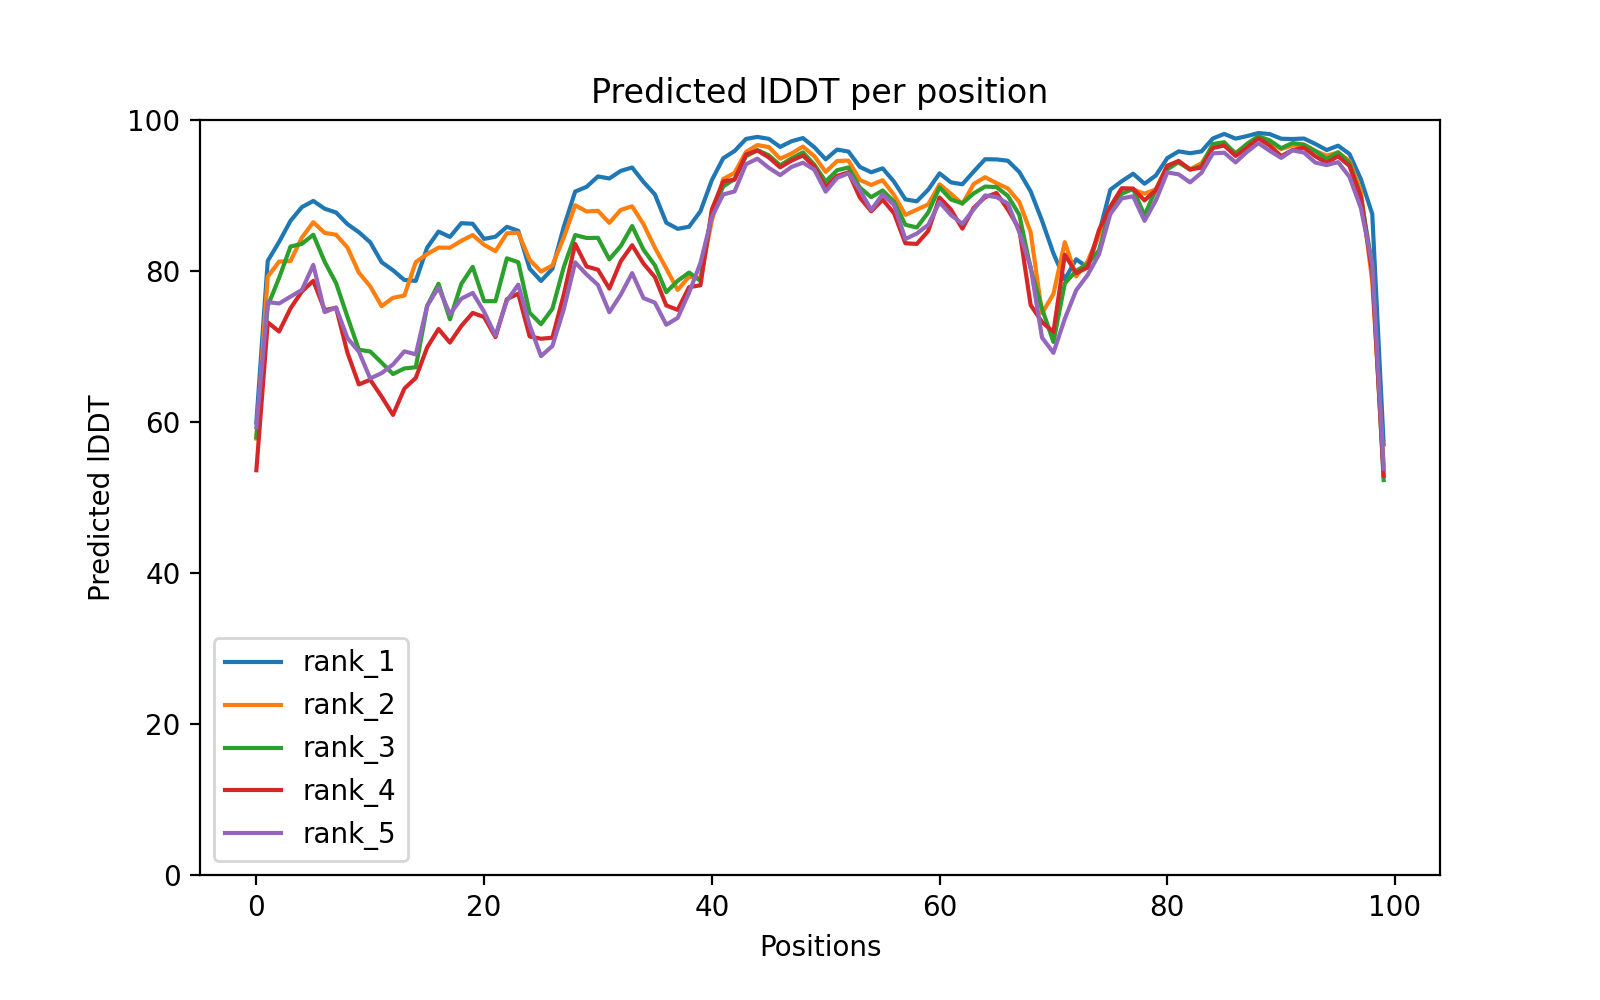 Predicted lDDT per position
100
80
60
40
20
0
Predicted lDDT
rank_1
rank_2
rank_3
rank_4
rank_5
0 20 40 60 80 100
Positions